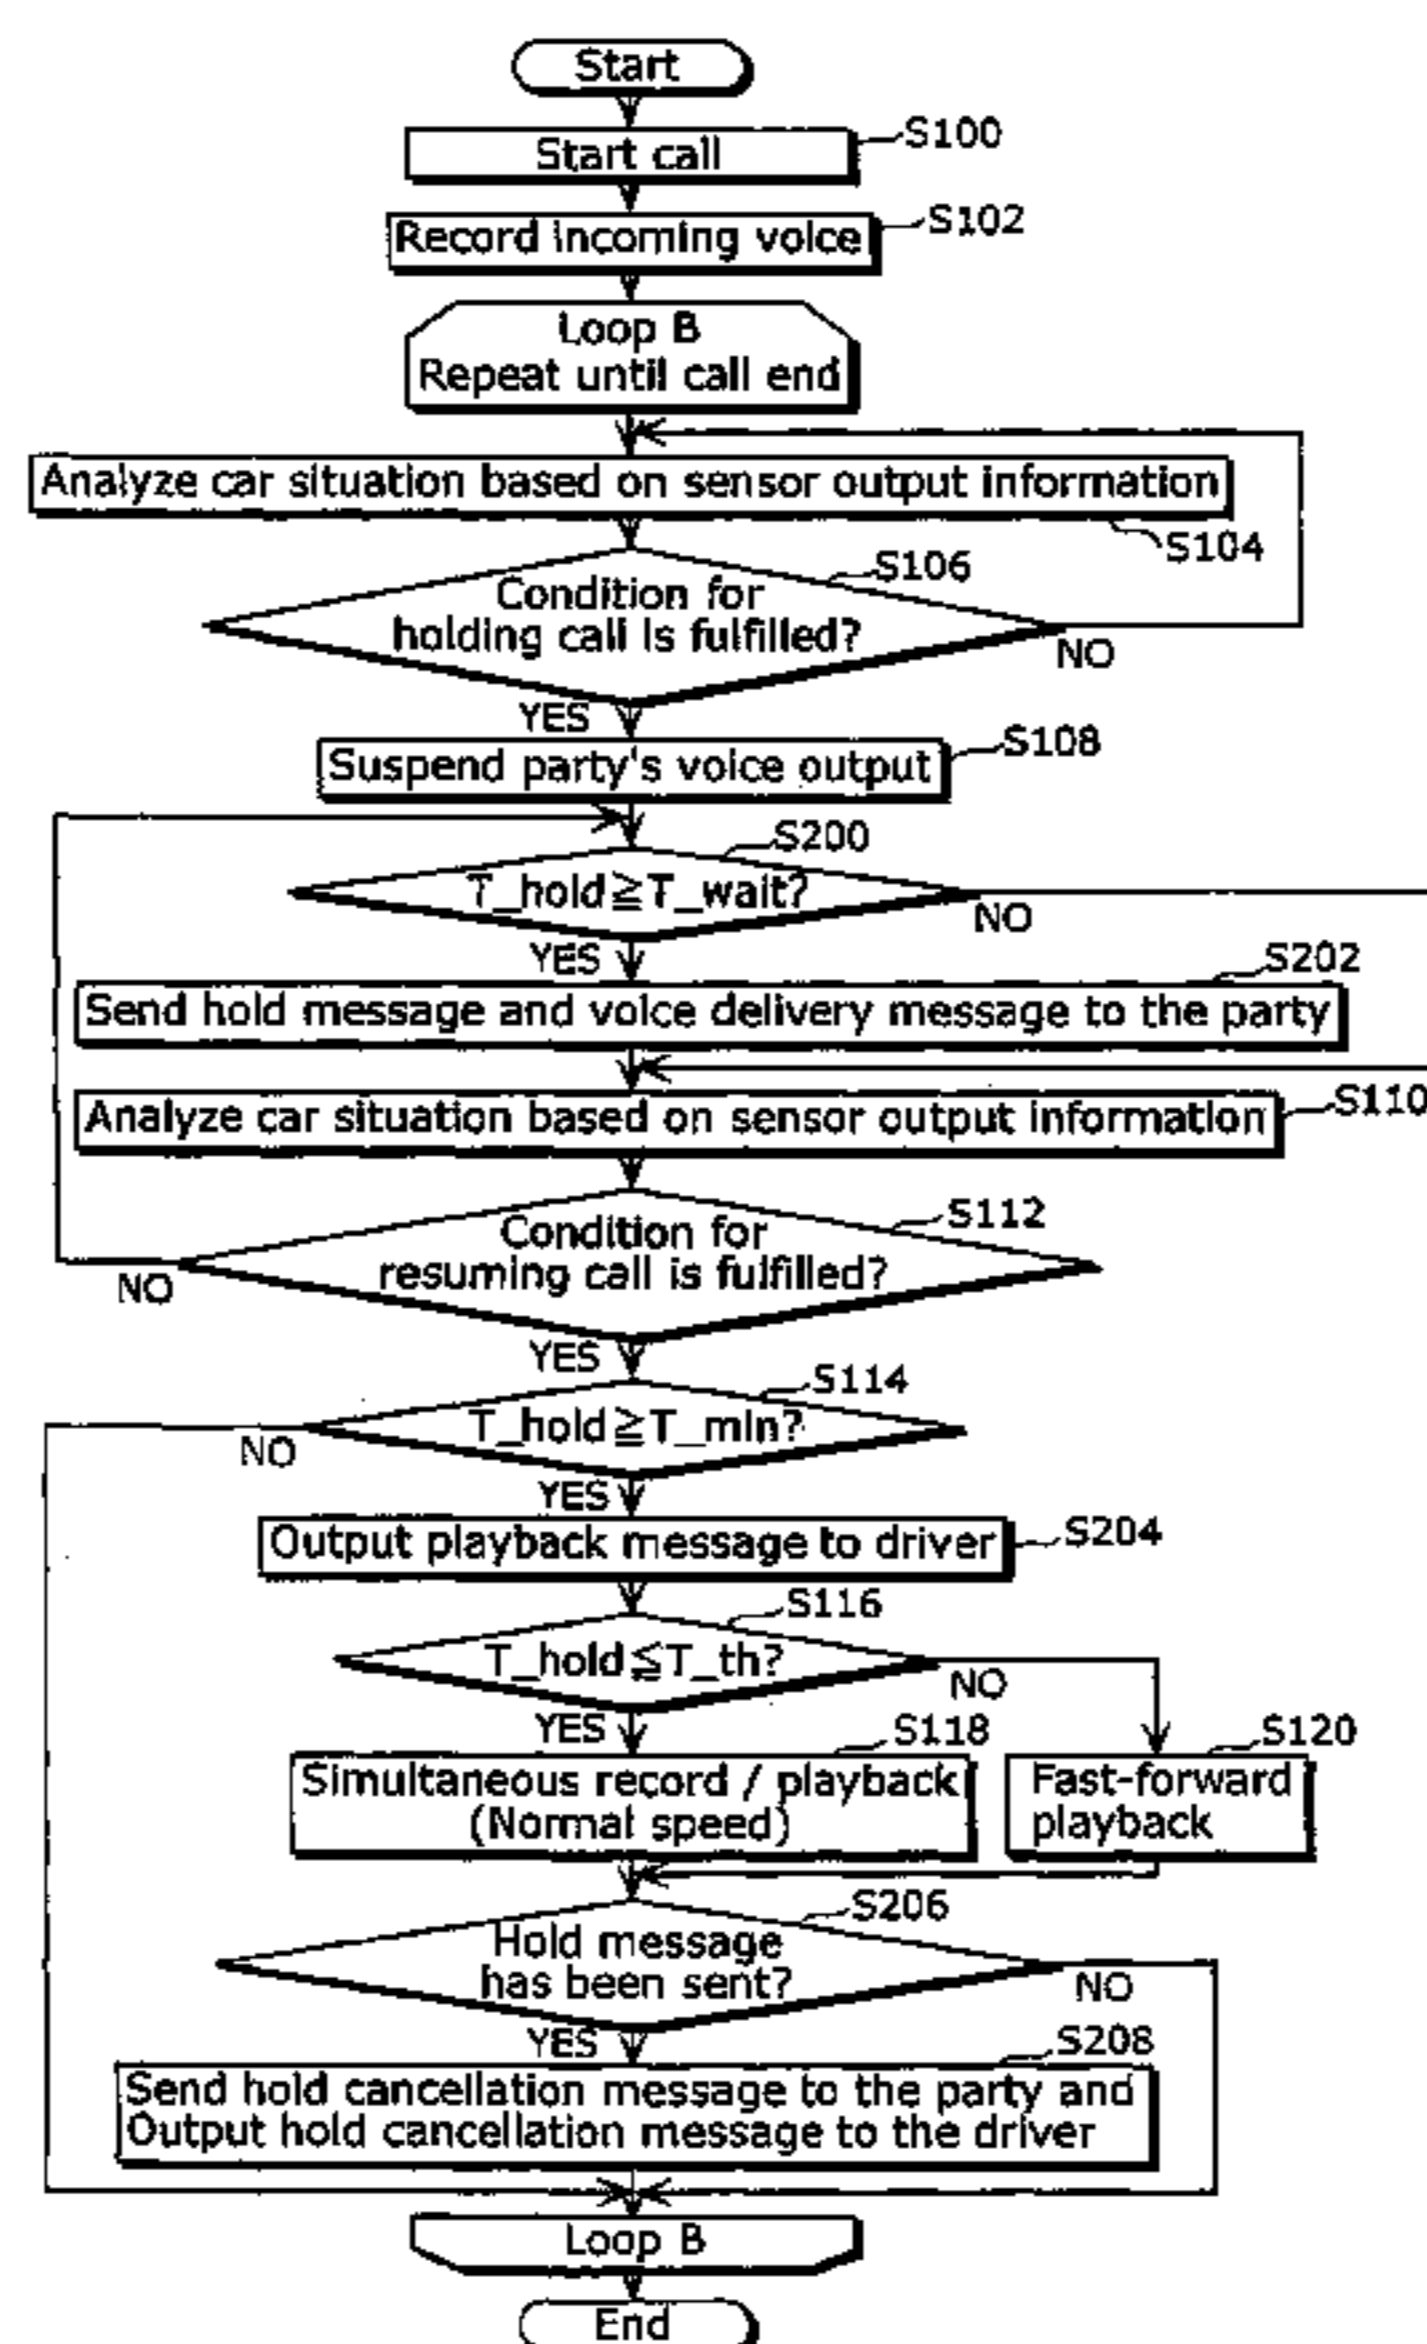 Start
Start call
S100
Record incoming voice
S102
Loop B
Repeat until call end
Analyze car situation based on sensor output information
S104
S106
Condition for
holding call is fulfilled?
NO
YES
Suspend party's voice output
S108
S200
T_hold≧T_wait?
NO
YES
S202
Send hold message and voice delivery message to the party
Analyze car situation based on sensor output information
S110
S112
Condition for
resuming call is fulfilled?
NO
YES
S114
T_hold≧T_min?
NO
YES
Output playback message to driver
S204
S116
T_hold≦T_th?
NO
YES
S118
S120
Simultaneous record / playback
(Normal speed)
Fast-forward
playback
S206
Hold message
has been sent?
NO
YES
S208
Send hold cancellation message to the party and
Output hold cancellation message to the driver
Loop B
End